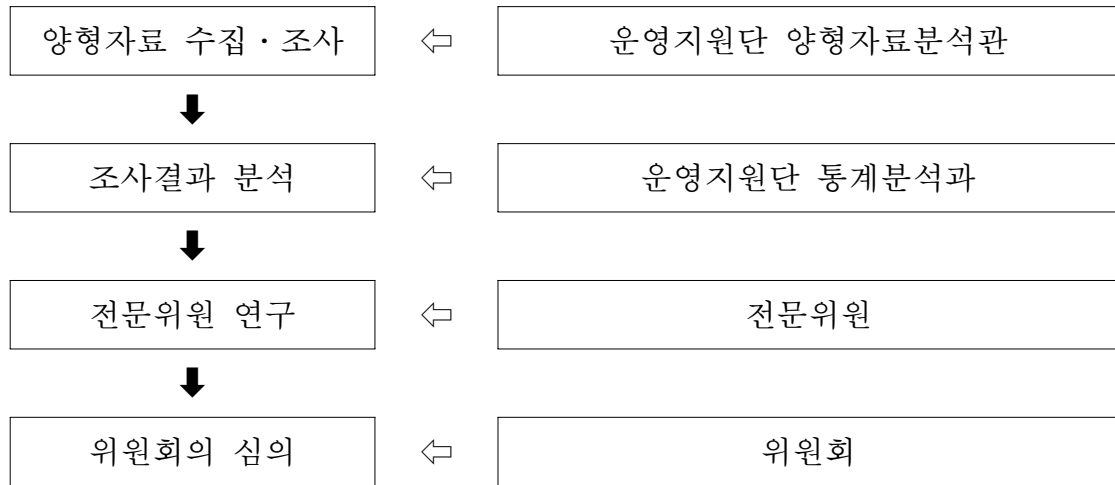 양형자료 수집·조사 ⇦ 운영지원단 양형자료분석관
⬇
조사결과 분석 ⇦ 운영지원단 통계분석과
⬇
전문위원 연구 ⇦ 전문위원
⬇
위원회의 심의 ⇦ 위원회